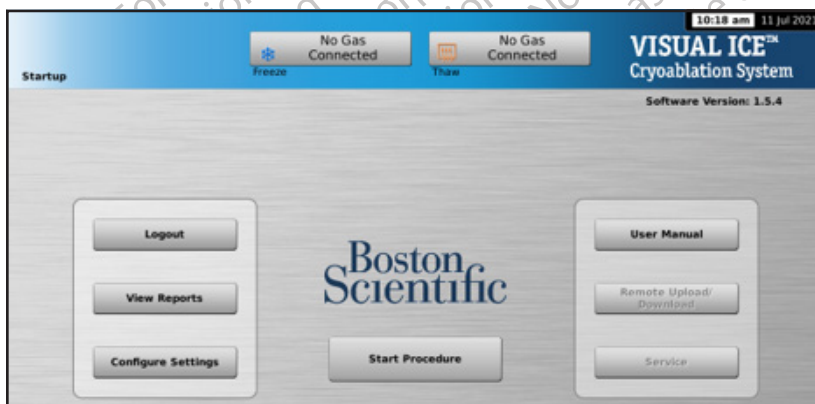 10:18 am 11 Jul 2021
No Gas
Connected
No Gas
Connected
VISUAL ICE™
Cryoablation System
Startup
Freeze
Thaw
Software Version: 1.5.4
Logout
User Manual
Boston
Scientific
View Reports
Remote Upload/
Download
Configure Settings
Start Procedure
Service